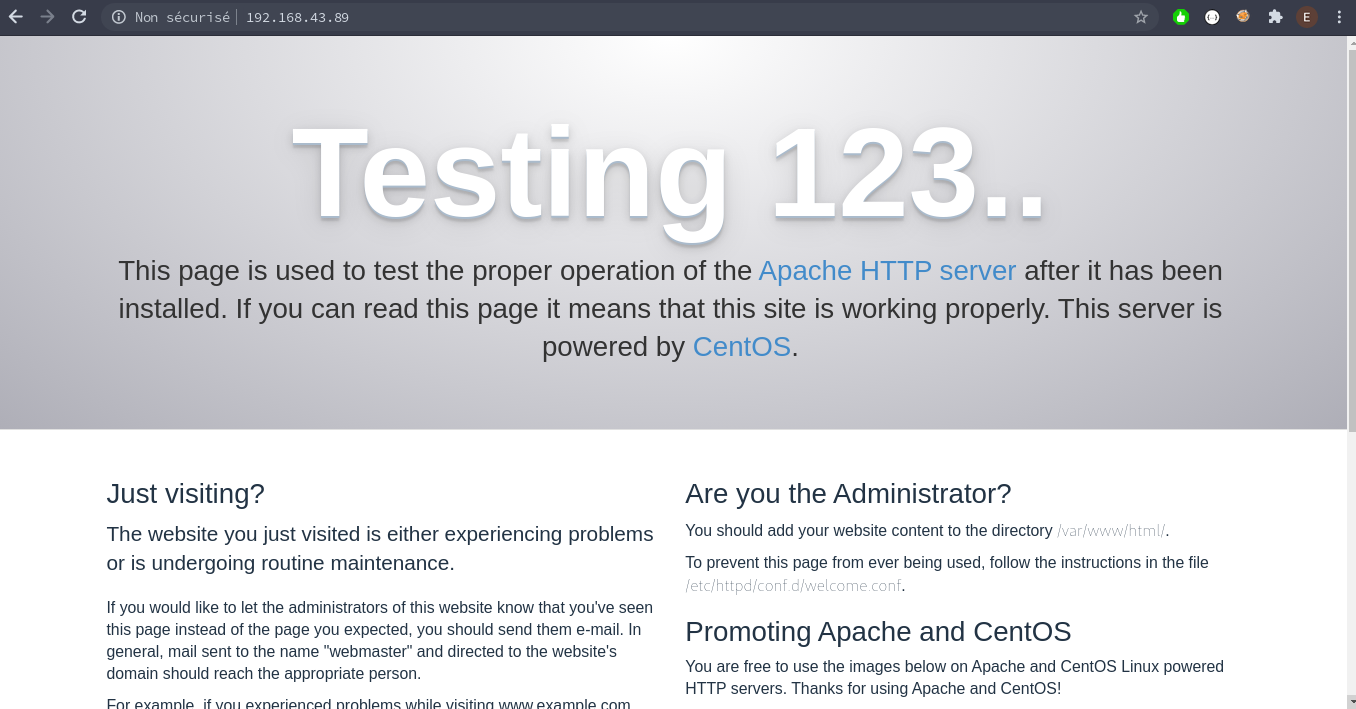 Non sécurisé | 192.168.43.89
E
Testing 123..
This page is used to test the proper operation of the Apache HTTP server after it has been
installed. If you can read this page it means that this site is working properly. This server is
powered by CentOS.
Just visiting?
The website you just visited is either experiencing problems
or is undergoing routine maintenance.
If you would like to let the administrators of this website know that you've seen
this page instead of the page you expected, you should send them e-mail. In
general, mail sent to the name "webmaster" and directed to the website's
domain should reach the appropriate person.
For example, if you experienced problems while visiting www.example.com,
Are you the Administrator?
You should add your website content to the directory /var/www/html/.
To prevent this page from ever being used, follow the instructions in the file
/etc/httpd/conf.d/welcome.conf.
Promoting Apache and CentOS
You are free to use the images below on Apache and CentOS Linux powered
HTTP servers. Thanks for using Apache and CentOS!